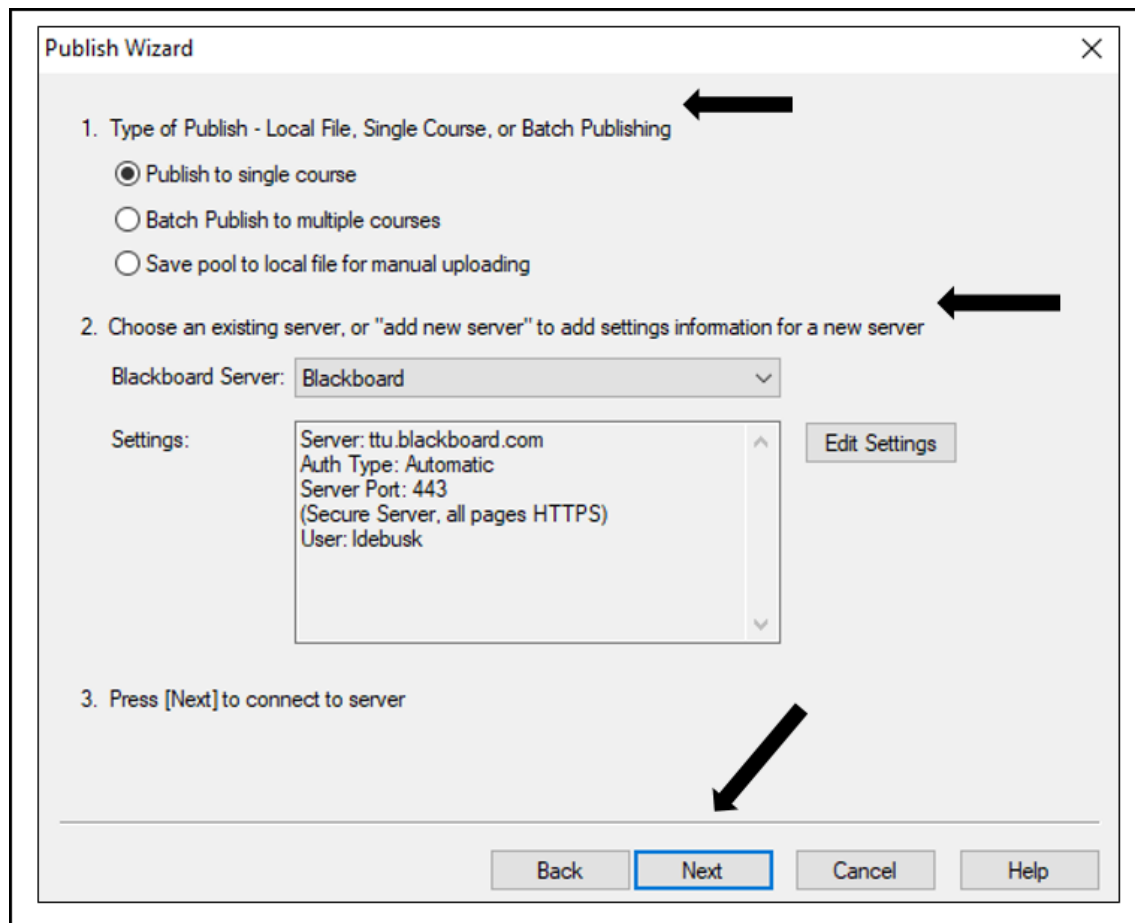 Publish Wizard
1. Type of Publish - Local File, Single Course, or Batch Publishing
Publish to single course
Batch Publish to multiple courses
Save pool to local file for manual uploading
2. Choose an existing server, or "add new server" to add settings information for a new server
Blackboard Server: Blackboard
Settings:
Server: ttu.blackboard.com
Auth Type: Automatic
Server Port: 443
(Secure Server, all pages HTTPS)
User: ldebusk
Edit Settings
3. Press [Next] to connect to server
Back Next Cancel Help